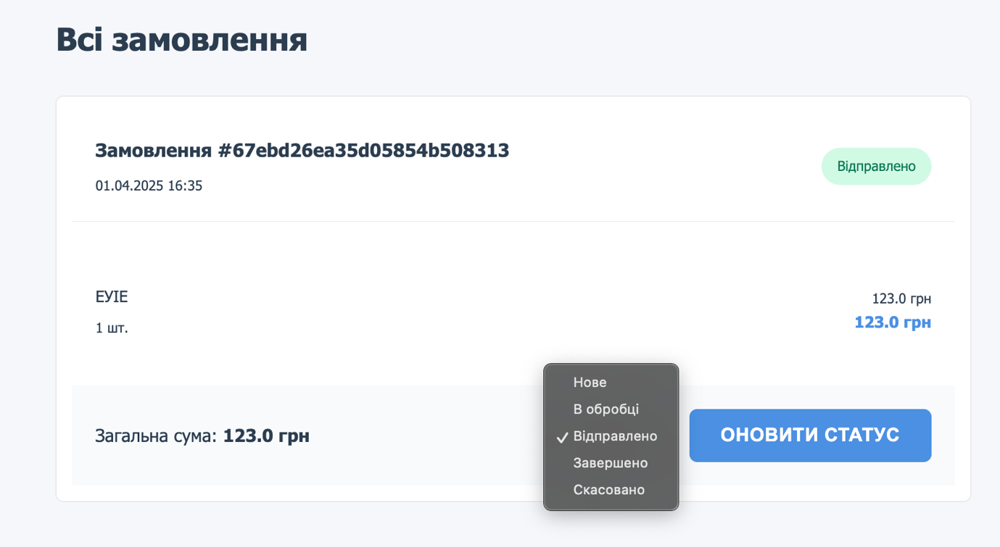 Всі замовлення
Замовлення #67ebd26ea35d05854b508313
01.04.2025 16:35
Відправлено
ЕУІЕ
1 шт.
123.0 грн
123.0 грн
Загальна сума: 123.0 грн
Нове
В обробці
Відправлено
Завершено
Скасовано
ОНОВИТИ СТАТУС